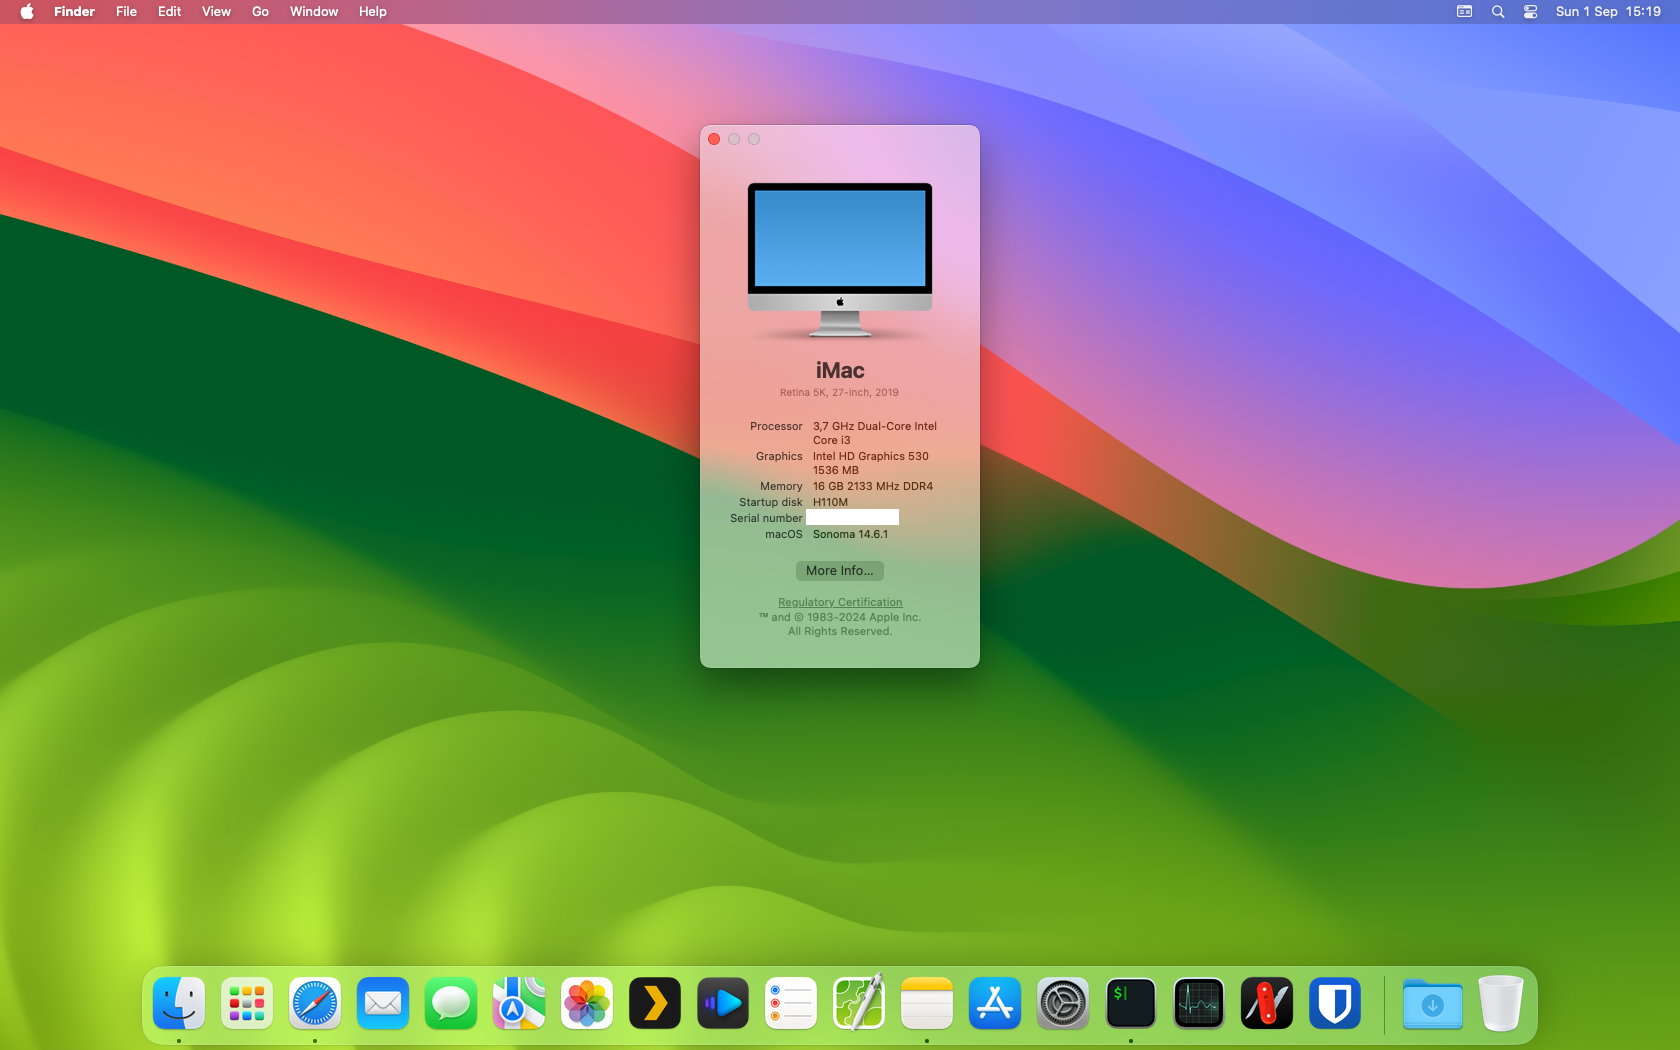 Finder File Edit View Go Window Help Sun 1 Sep 15:19
iMac
Retina 5K, 27-inch, 2019
Processor 3,7 GHz Dual-Core Intel
Core i3
Graphics Intel HD Graphics 530
1536 MB
Memory 16 GB 2133 MHz DDR4
Startup disk H110M
Serial number
macOS Sonoma 14.6.1
More Info...
Regulatory Certification
™ and © 1983-2024 Apple Inc.
All Rights Reserved.
$